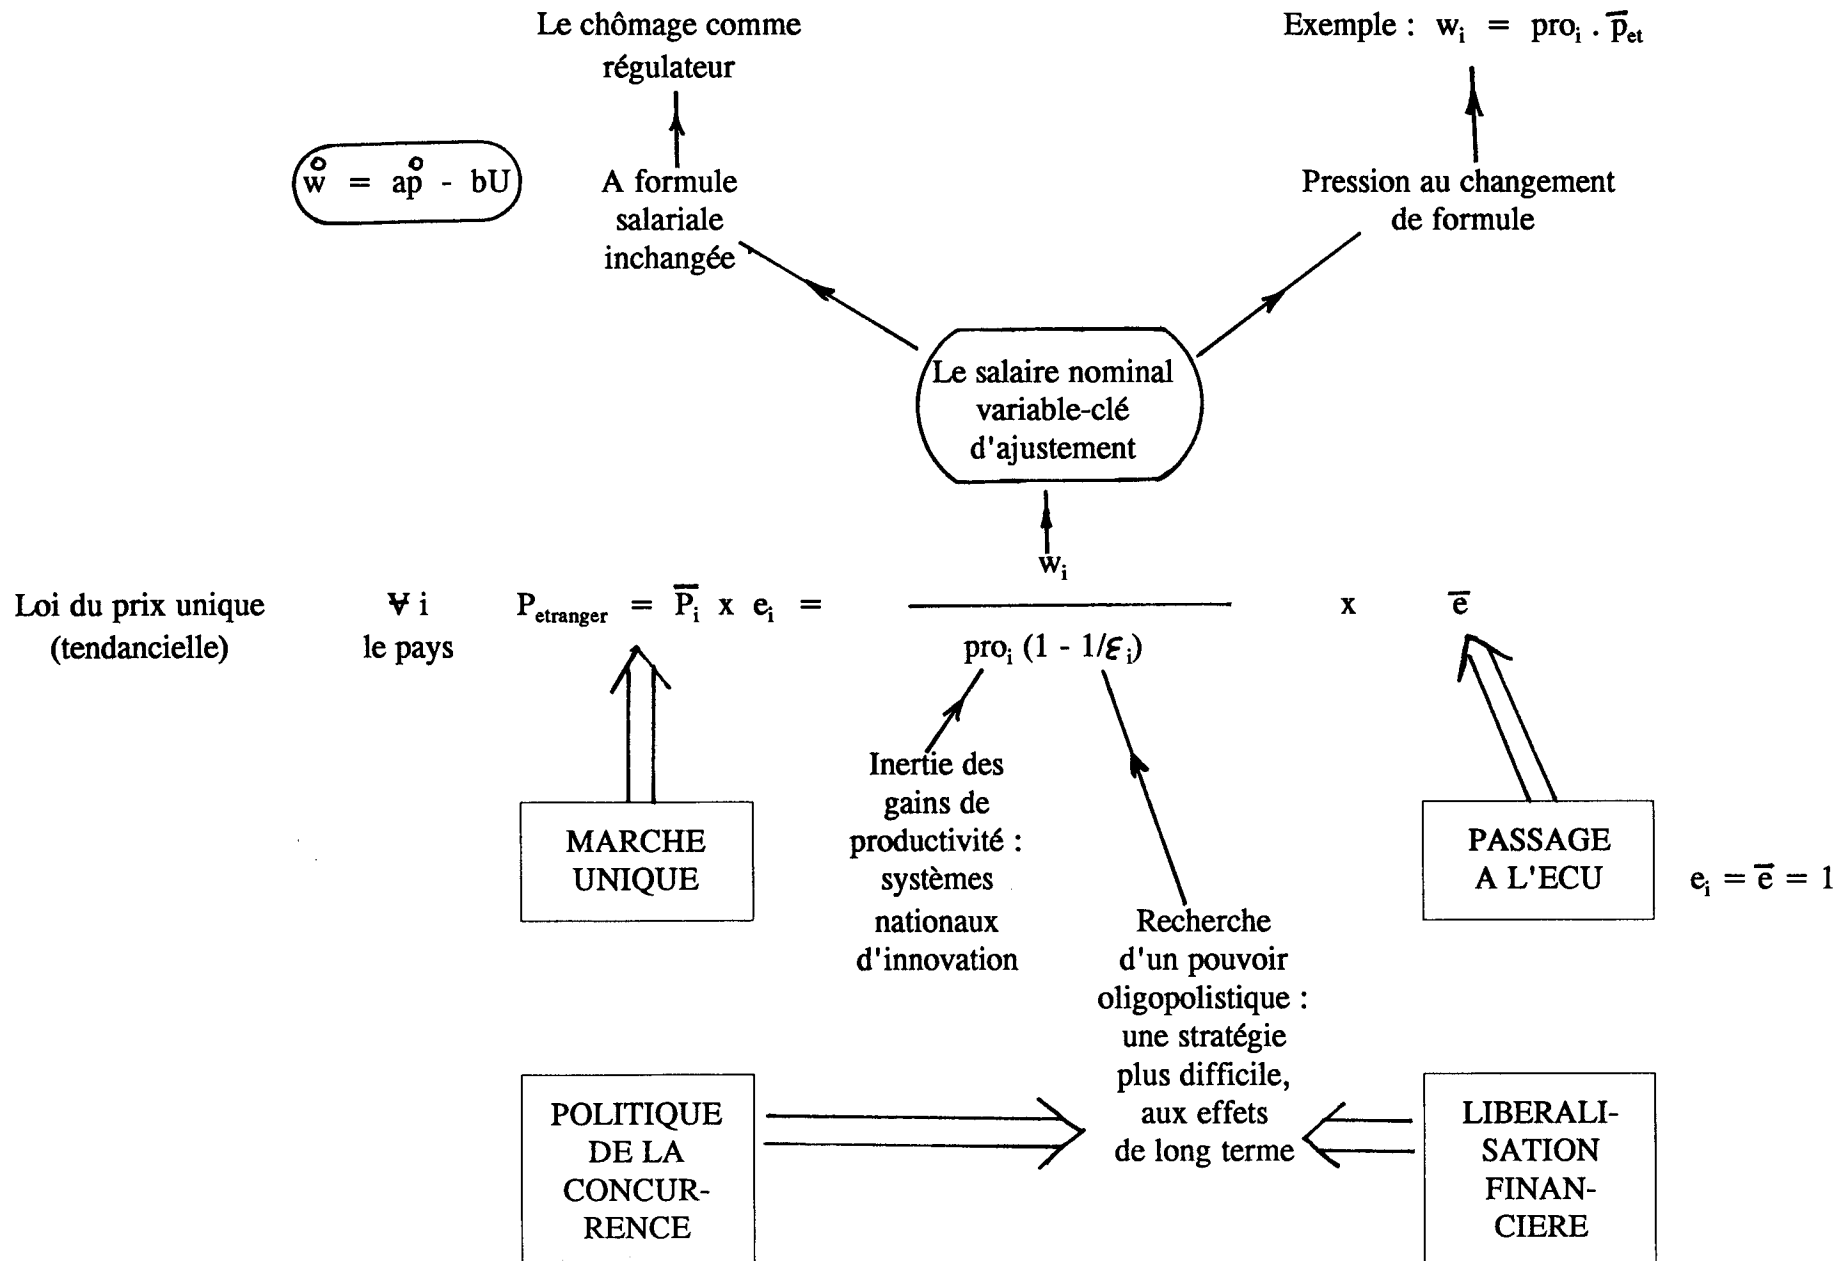 Le chômage comme
régulateur
Exemple : wᵢ = proᵢ . p̅ₑₜ
ẘ = ap̊ - bU
A formule
salariale
inchangée
Pression au changement
de formule
Le salaire nominal
variable-clé
d'ajustement
wᵢ
Loi du prix unique
(tendancielle)
∀ i
le pays
P_etranger = P̅ᵢ x eᵢ =
x e̅
proᵢ (1 - 1/εᵢ)
Inertie des
gains de
productivité :
systèmes
nationaux
d'innovation
MARCHE
UNIQUE
PASSAGE
A L'ECU
eᵢ = e̅ = 1
Recherche
d'un pouvoir
oligopolistique :
une stratégie
plus difficile,
aux effets
de long terme
POLITIQUE
DE LA
CONCUR-
RENCE
LIBERALI-
SATION
FINAN-
CIERE